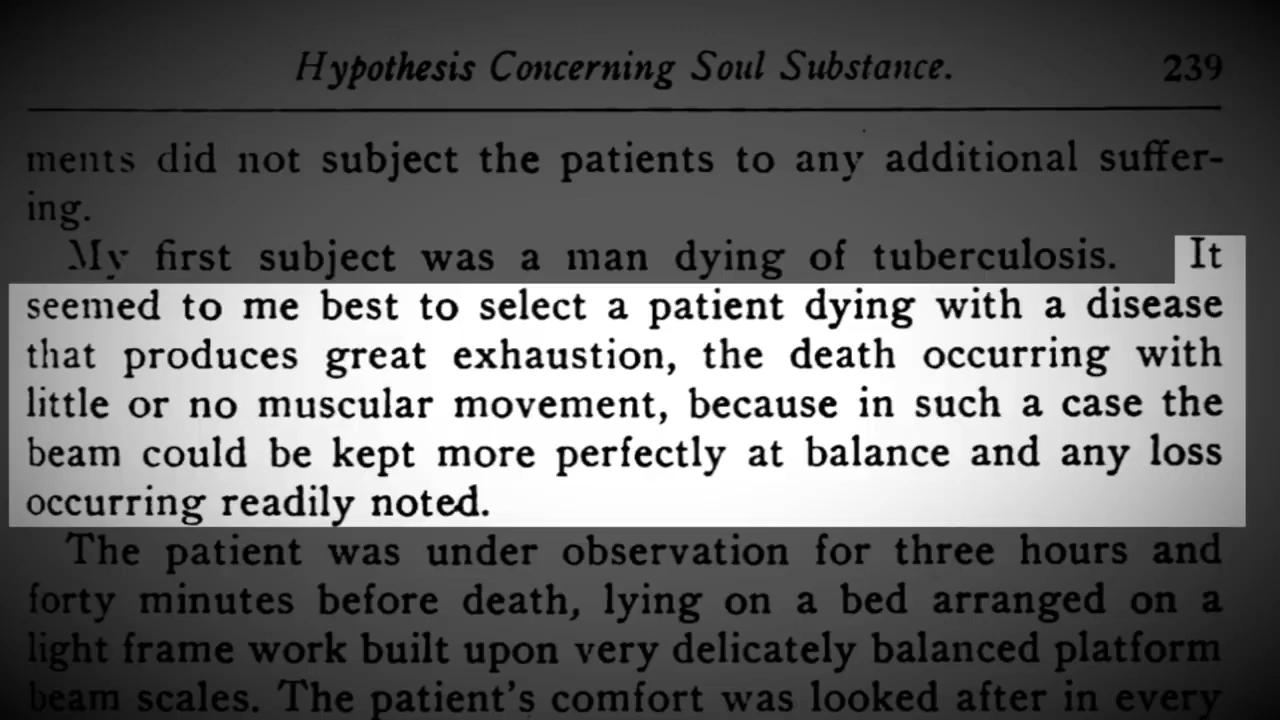 Hypothesis Concerning Soul Substance. 239
ments did not subject the patients to any additional suffer-
ing.
My first subject was a man dying of tuberculosis. It
seemed to me best to select a patient dying with a disease
that produces great exhaustion, the death occurring with
little or no muscular movement, because in such a case the
beam could be kept more perfectly at balance and any loss
occurring readily noted.
The patient was under observation for three hours and
forty minutes before death, lying on a bed arranged on a
light frame work built upon very delicately balanced platform
beam scales. The patient's comfort was looked after in every